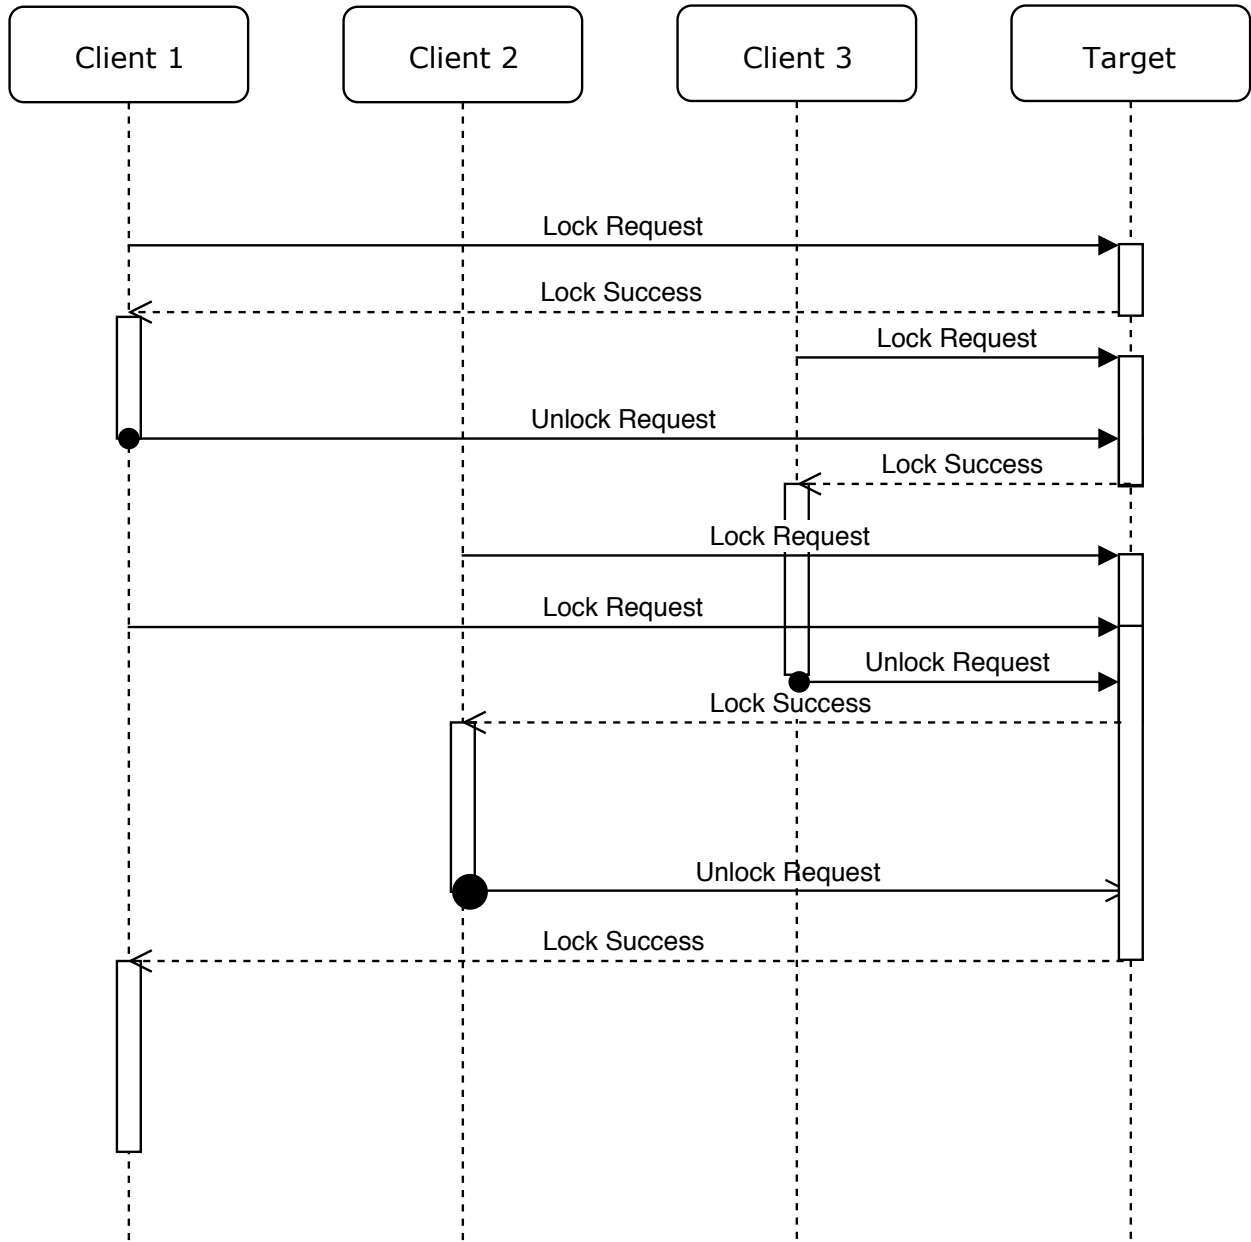 Client 1
Client 2
Client 3
Target
Lock Request
Lock Success
Lock Request
Unlock Request
Lock Success
Lock Request
Lock Request
Unlock Request
Lock Success
Unlock Request
Lock Success